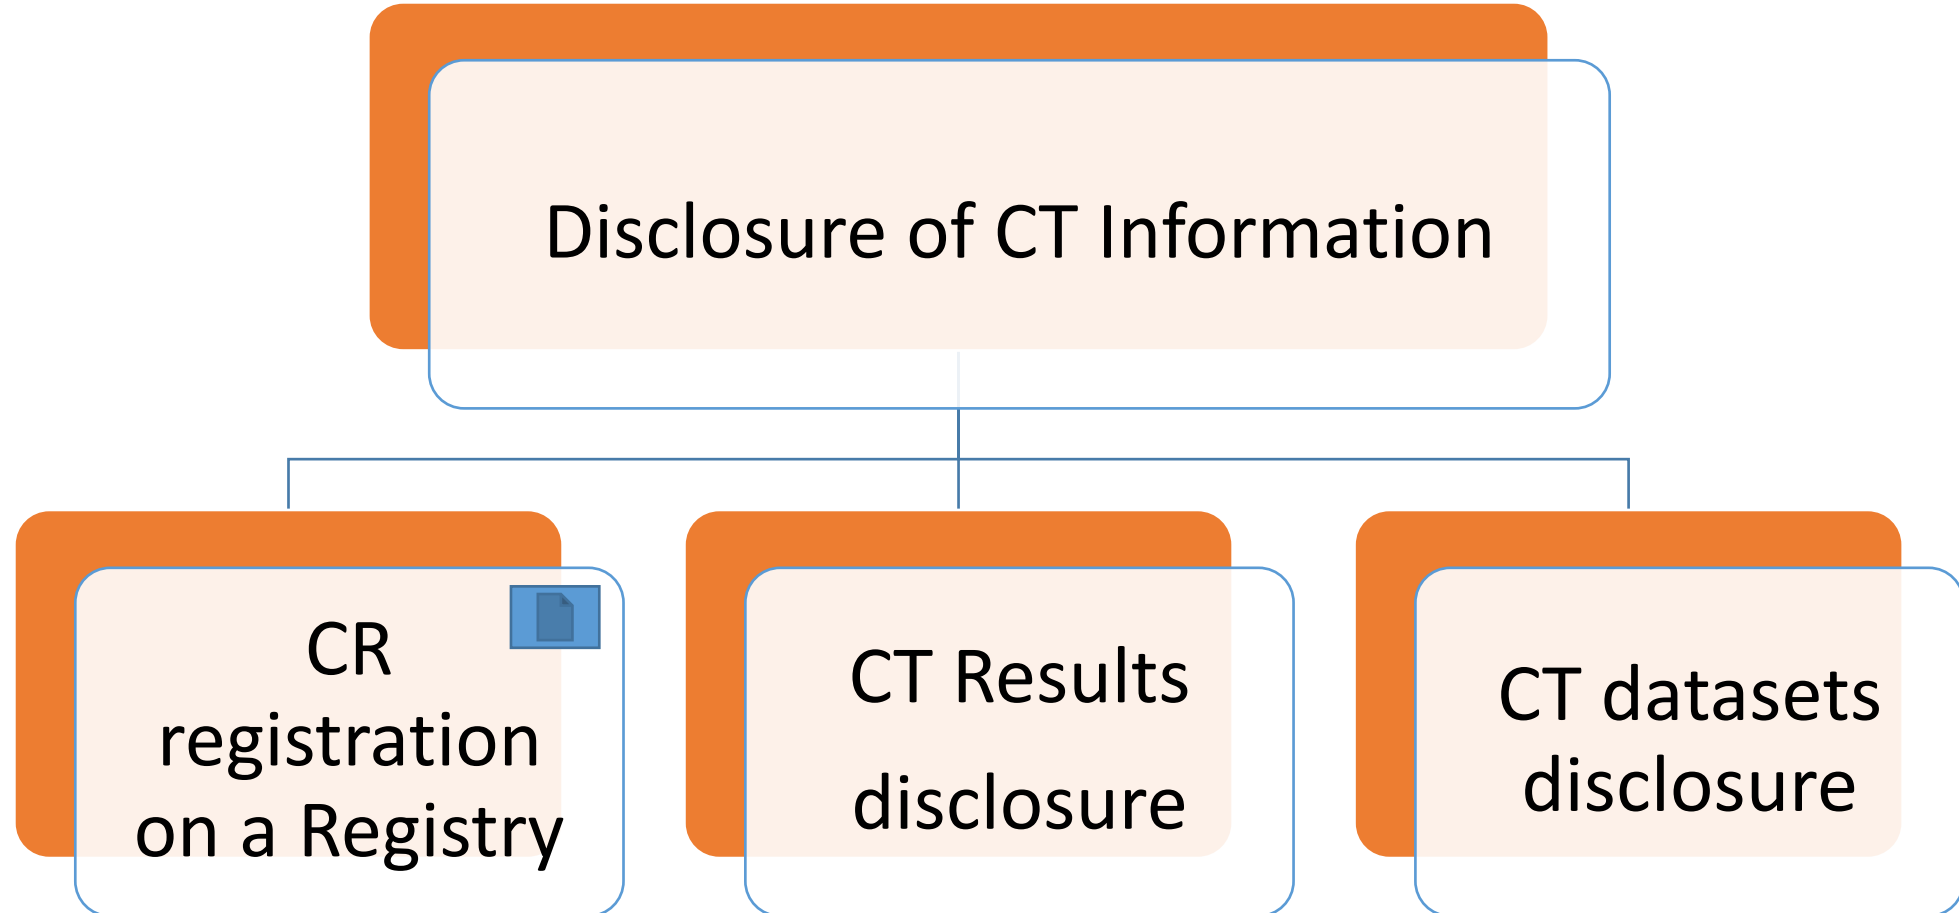 Disclosure of CT Information
CR
registration
on a Registry
CT Results
disclosure
CT datasets
disclosure